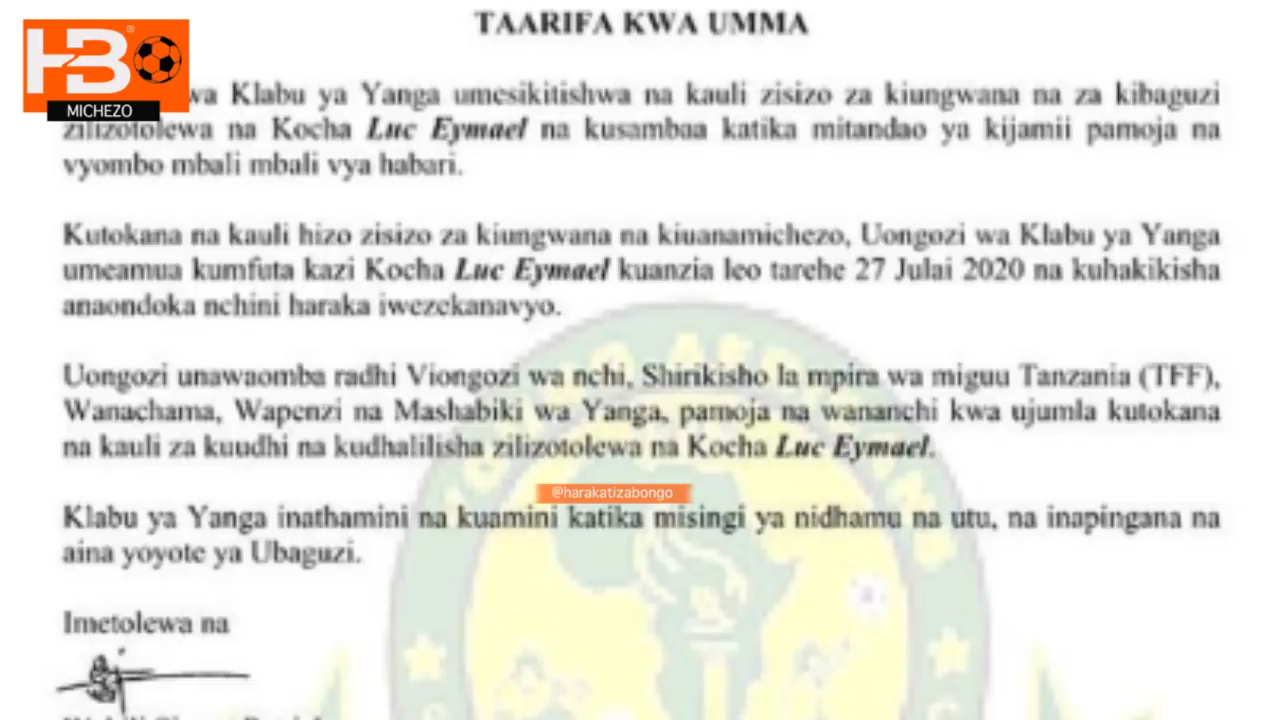 TAARIFA KWA UMMA
HB
MICHEZO
wa Klabu ya Yanga umesikitishwa na kauli zisizo za kiungwana na za kibaguzi
zilizotolewa na Kocha Luc Eymael na kusambaa katika mitandao ya kijamii pamoja na
vyombo mbali mbali vya habari.
Kutokana na kauli hizo zisizo za kiungwana na kiuanamichezo, Uongozi wa Klabu ya Yanga
umeamua kumfuta kazi Kocha Luc Eymael kuanzia leo tarehe 27 Julai 2020 na kuhakikisha
anaondoka nchini haraka iwezekanavyo.
Uongozi unawaomba radhi Viongozi wa nchi, Shirikisho la mpira wa miguu Tanzania (TFF),
Wanachama, Wapenzi na Mashabiki wa Yanga, pamoja na wananchi kwa ujumla kutokana
na kauli za kuudhi na kudhalilisha zilizotolewa na Kocha Luc Eymael.
@harakatizabongo
Klabu ya Yanga inathamini na kuamini katika misingi ya nidhamu na utu, na inapingana na
aina yoyote ya Ubaguzi.
Imetolewa na